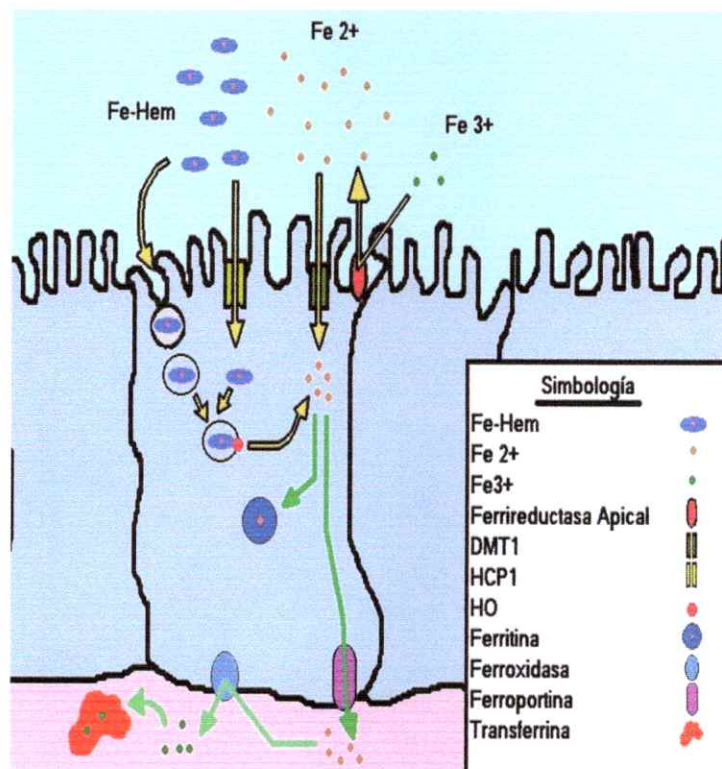 Fe 2+
Fe-Hem
Fe 3+
Simbología
Fe-Hem
Fe 2+
Fe3+
Ferrireductasa Apical
DMT1
HCP1
HO
Ferritina
Ferroxidasa
Ferroportina
Transferrina